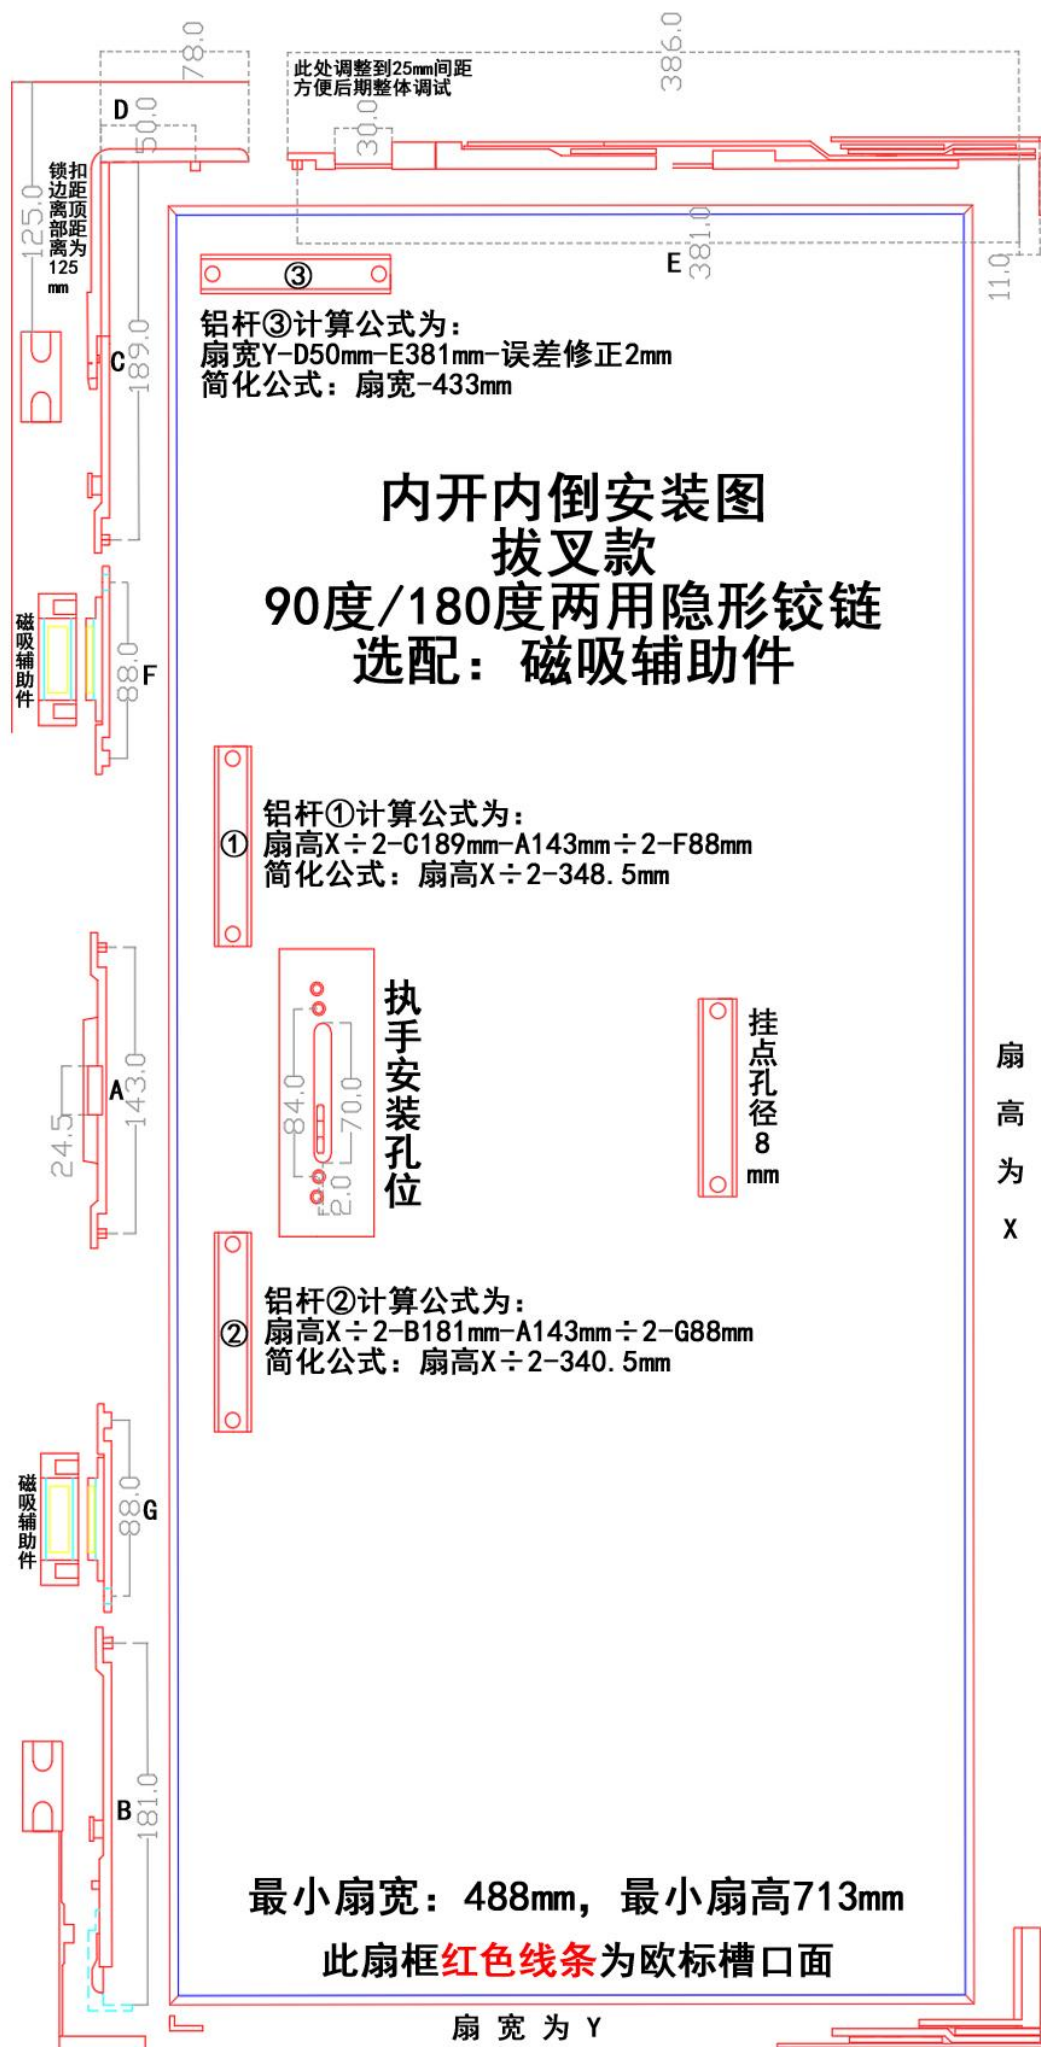 78.0
386.0
此处调整到25mm间距
方便后期整体调试
D
50.0
30.0
125.0
扣距顶距为
锁边离部离
125
mm
381.0
E
11.0
③
铝杆③计算公式为：
扇宽Y-D50mm-E381mm-误差修正2mm
简化公式：扇宽-433mm
C
189.0
内开内倒安装图
拔叉款
90度/180度两用隐形铰链
选配：磁吸辅助件
磁吸辅助件
88.0
F
①
铝杆①计算公式为：
扇高X÷2-C189mm-A143mm÷2-F88mm
简化公式：扇高X÷2-348.5mm
执手安装孔位
84.0
70.0
2.0
A
143.0
24.5
挂点孔径8mm
扇高为X
②
铝杆②计算公式为：
扇高X÷2-B181mm-A143mm÷2-G88mm
简化公式：扇高X÷2-340.5mm
磁吸辅助件
88.0
G
B
181.0
最小扇宽：488mm，最小扇高713mm
此扇框红色线条为欧标槽口面
扇宽为Y